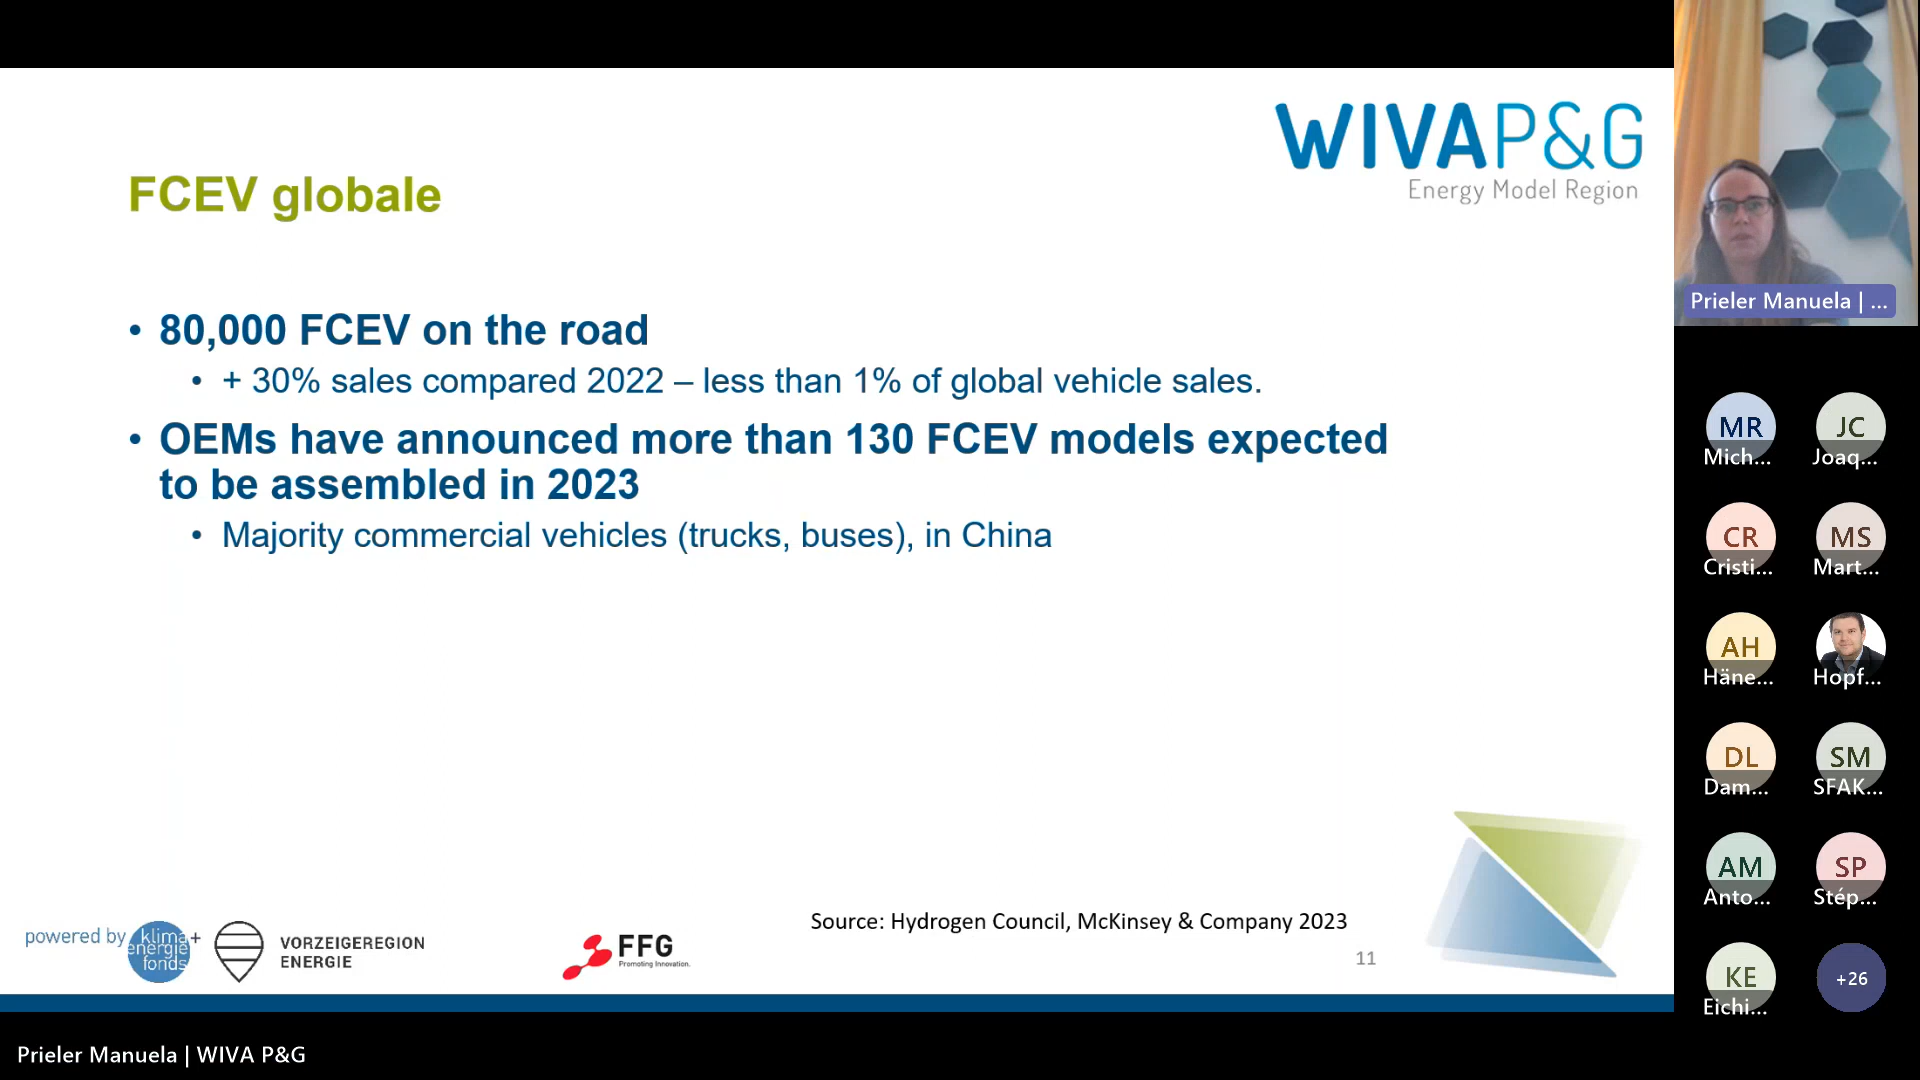 WIVAP&G
Energy Model Region
FCEV globale
• 80,000 FCEV on the road
• + 30% sales compared 2022 – less than 1% of global vehicle sales.
• OEMs have announced more than 130 FCEV models expected
to be assembled in 2023
• Majority commercial vehicles (trucks, buses), in China
Source: Hydrogen Council, McKinsey & Company 2023
11
powered by klima+
energie
fonds
VORZEIGEREGION
ENERGIE
FFG
Promoting Innovation.
Prieler Manuela | ...
MR
Mich...
JC
Joaq...
CR
Cristi...
MS
Mart...
AH
Häne...
Hopf...
DL
Dam...
SM
SFAK...
AM
Anto...
SP
Stép...
KE
Eichi...
+26
Prieler Manuela | WIVA P&G